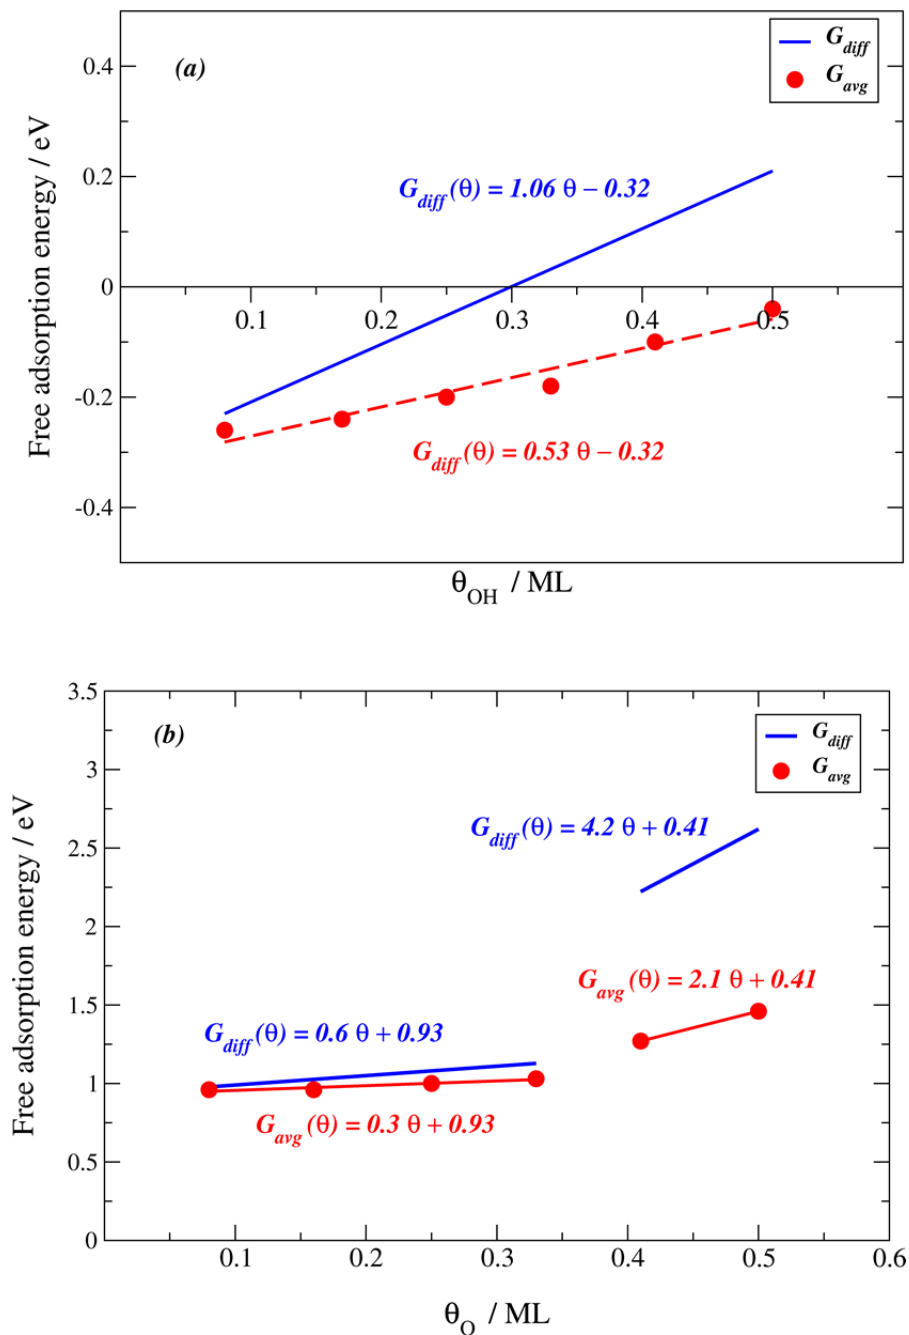 (a)
G_diff
G_avg
0.4
0.2
0
-0.2
-0.4
Free adsorption energy / eV
G_diff(θ) = 1.06 θ − 0.32
0.1 0.2 0.3 0.4 0.5
G_diff(θ) = 0.53 θ − 0.32
θ_OH / ML
(b)
G_diff
G_avg
3.5
3
2.5
2
1.5
1
0.5
0
Free adsorption energy / eV
G_diff(θ) = 4.2 θ + 0.41
G_avg(θ) = 2.1 θ + 0.41
G_diff(θ) = 0.6 θ + 0.93
G_avg(θ) = 0.3 θ + 0.93
0.1 0.2 0.3 0.4 0.5 0.6
θ_O / ML